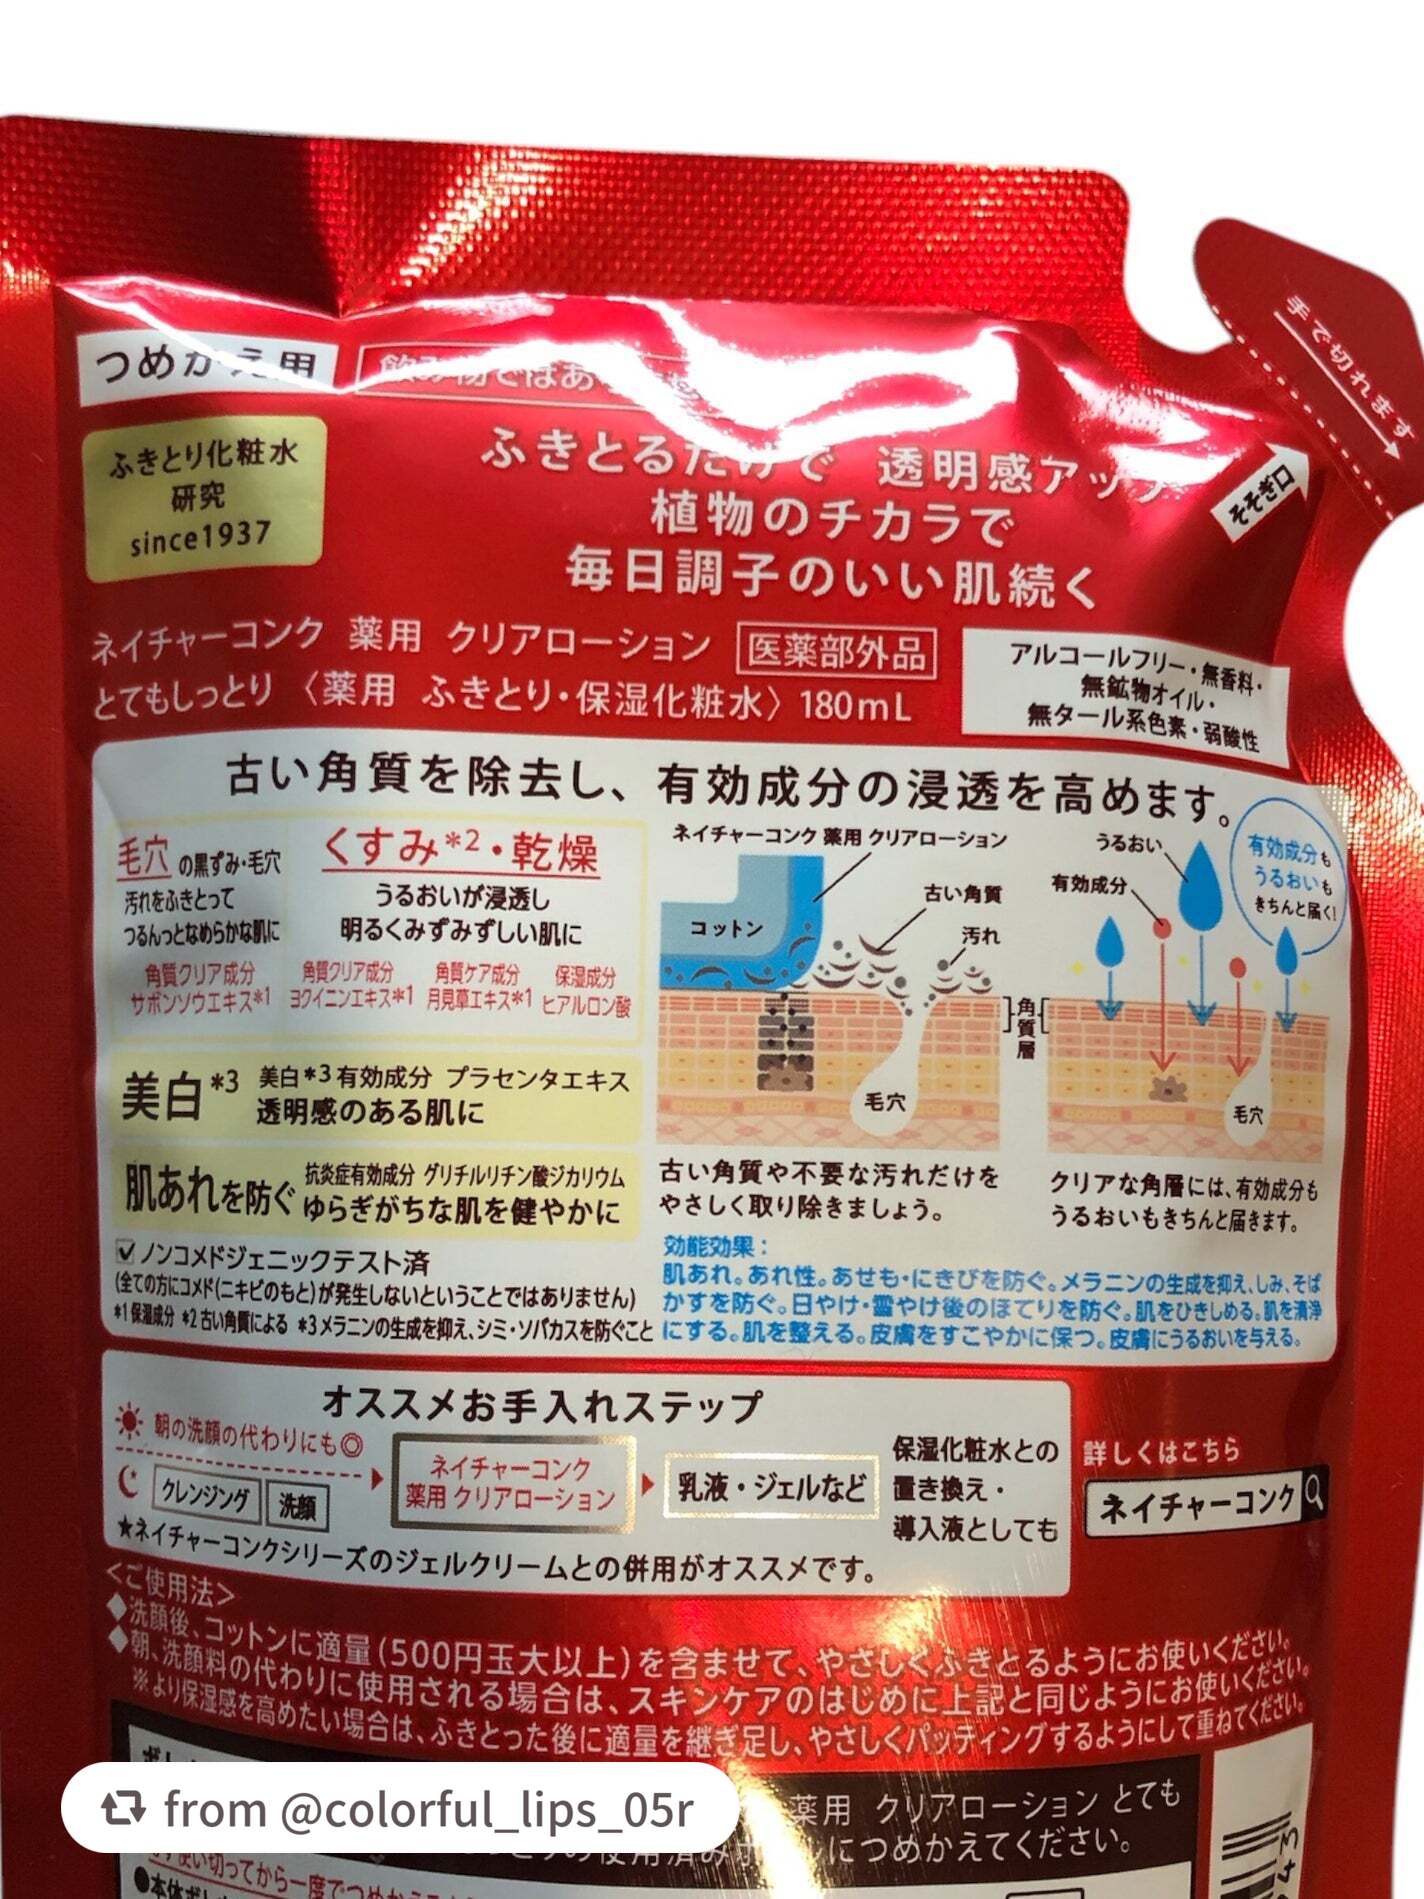 手で切れます
つめかえ用
ふきとり化粧水
研究
since1937
ふきとるだけで 透明感アップ
植物のチカラで
毎日調子のいい肌続く
そそぎ口
ネイチャーコンク 薬用 クリアローション 医薬部外品
とてもしっとり〈薬用 ふきとり・保湿化粧水〉180mL
アルコールフリー・無香料・
無鉱物オイル・
無タール系色素・弱酸性
古い角質を除去し、有効成分の浸透を高めます。
毛穴の黒ずみ・毛穴
汚れをふきとって
つるんっとなめらかな肌に
角質クリア成分
サボンソウエキス*1
くすみ*2・乾燥
うるおいが浸透し
明るくみずみずしい肌に
角質クリア成分
ヨクイニンエキス*1
角質ケア成分
月見草エキス*1
保湿成分
ヒアルロン酸
美白*3 美白*3有効成分 プラセンタエキス
透明感のある肌に
肌あれを防ぐ 抗炎症有効成分 グリチルリチン酸ジカリウム
ゆらぎがちな肌を健やかに
ノンコメドジェニックテスト済
(全ての方にコメド(ニキビのもと)が発生しないということではありません)
*1保湿成分 *2古い角質による *3メラニンの生成を抑え、シミ・ソバカスを防ぐこと
ネイチャーコンク 薬用 クリアローション
コットン
古い角質
汚れ
角質層
毛穴
古い角質や不要な汚れだけを
やさしく取り除きましょう。
うるおい
有効成分
有効成分も
うるおいも
きちんと届く!
毛穴
クリアな角層には、有効成分も
うるおいもきちんと届きます。
効能効果：
肌あれ。あれ性。あせも・にきびを防ぐ。メラニンの生成を抑え、しみ、そば
かすを防ぐ。日やけ・雪やけ後のほてりを防ぐ。肌をひきしめる。肌を清浄
にする。肌を整える。皮膚をすこやかに保つ。皮膚にうるおいを与える。
オススメお手入れステップ
朝の洗顔の代わりにも◎
クレンジング 洗顔
ネイチャーコンク
薬用 クリアローション
乳液・ジェルなど
保湿化粧水との
置き換え・
導入液としても
★ネイチャーコンクシリーズのジェルクリームとの併用がオススメです。
詳しくはこちら
ネイチャーコンク
<ご使用法>
◆洗顔後、コットンに適量(500円玉大以上)を含ませて、やさしくふきとるようにお使いください。
◆朝、洗顔料の代わりに使用される場合は、スキンケアのはじめに上記と同じようにお使いください。
※より保湿感を高めたい場合は、ふきとった後に適量を継ぎ足し、やさしくパッティングするようにして重ねてください。
薬用 クリアローション とても
につめかえてください。
from @colorful_lips_05r